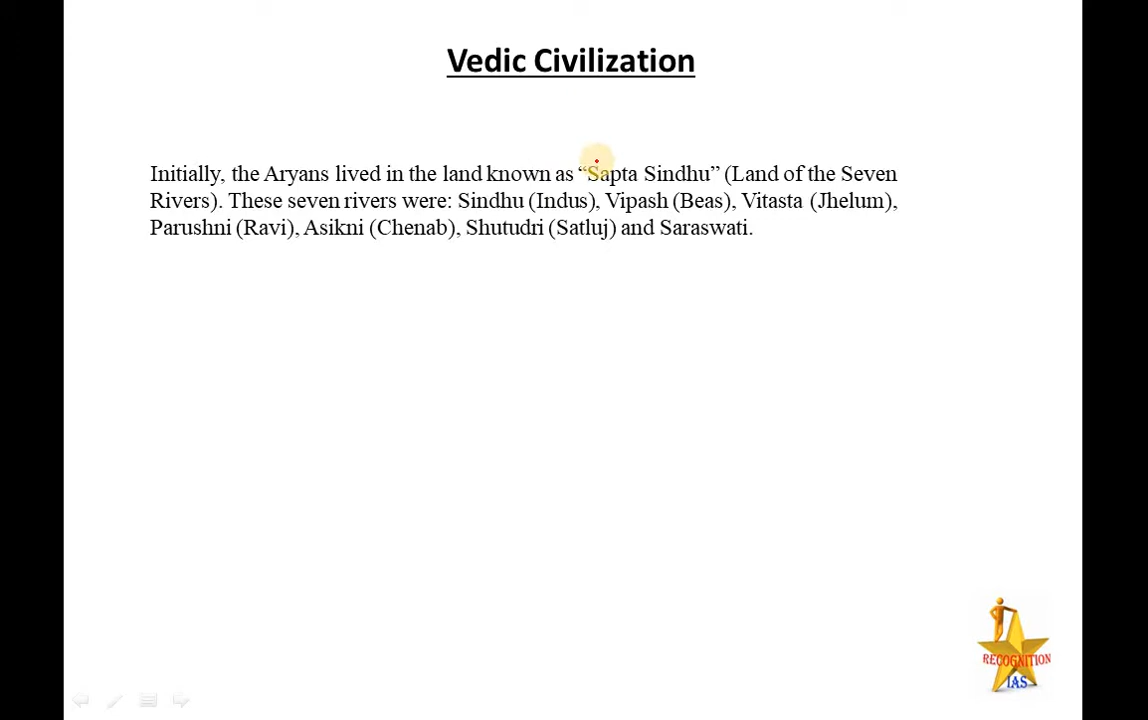 Vedic Civilization
Initially, the Aryans lived in the land known as “Sapta Sindhu” (Land of the Seven
Rivers). These seven rivers were: Sindhu (Indus), Vipash (Beas), Vitasta (Jhelum),
Parushni (Ravi), Asikni (Chenab), Shutudri (Satluj) and Saraswati.
RECOGNITION
IAS